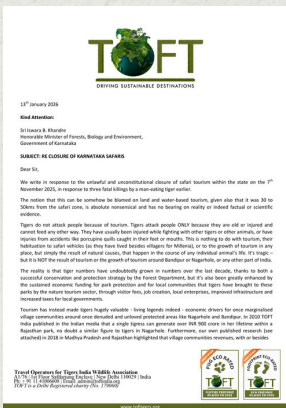 TOFT
DRIVING SUSTAINABLE DESTINATIONS
13th January 2026
Kind Attention:
Sri Iswara B. Khandre
Honorable Minister of Forests, Biology and Environment,
Government of Karnataka
SUBJECT: RE CLOSURE OF KARNATAKA SAFARIS
Dear Sir,
We write in response to the unlawful and unconstitutional closure of safari tourism within the state on the 7th
November 2025, in response to three fatal killings by a man-eating tiger earlier.
The notion that this can be somehow be blamed on land and water-based tourism, given also that it was 30 to
50kms from the safari zone, is absolute nonsensical and has no bearing on reality or indeed factual or scientific
evidence.
Tigers do not attack people because of tourism. Tigers attack people ONLY because they are old or injured and
cannot feed any other way. They have usually been injured while fighting with other tigers or other animals, or have
injuries from accidents like porcupine quills caught in their feet or mouths. This is nothing to do with tourism, their
habituation to safari vehicles (as they have lived besides villagers for Millenia), or to the growth of tourism in any
place, but simply the result of natural causes, that happen in the course of any individual animal's life. It's tragic –
but it is NOT the result of tourism or the growth of tourism around Bandipur or Nagarhole, or any other part of India.
The reality is that tiger numbers have undoubtedly grown in numbers over the last decade, thanks to both a
successful conservation and protection strategy by the Forest Department, but it's also been greatly enhanced by
the sustained economic funding for park protection and for local communities that tigers have brought to these
parks by the nature tourism sector, through visitor fees, job creation, local enterprises, improved infrastructure and
increased taxes for local governments.
Tourism has instead made tigers hugely valuable - living legends indeed - economic drivers for once marginalised
village communities around once denuded and unloved protected areas like Nagarhole and Bandipur. In 2010 TOFT
India published in the Indian media that a single tigress can generate over INR 900 crore in her lifetime within a
Rajasthan park, no doubt a similar figure to tigers in Nagarhole. Furthermore, our own published research (see
attached) in 2018 in Madhya Pradesh and Rajasthan highlighted that village communities revenues, with or besides
Travel Operators for Tigers India Wildlife Association
TOFT is a Delhi Registered charity
www.toftigers.org